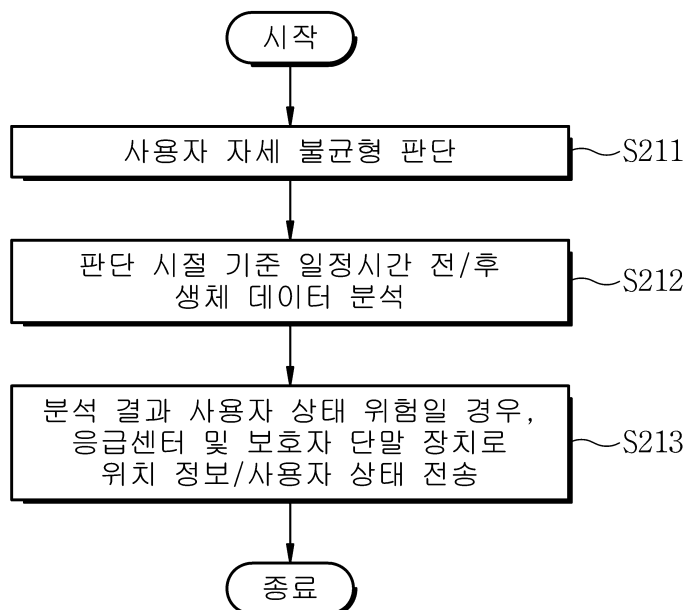 시작
사용자 자세 불균형 판단
S211
판단 시절 기준 일정시간 전/후
생체 데이터 분석
S212
분석 결과 사용자 상태 위험일 경우,
응급센터 및 보호자 단말 장치로
위치 정보/사용자 상태 전송
S213
종료